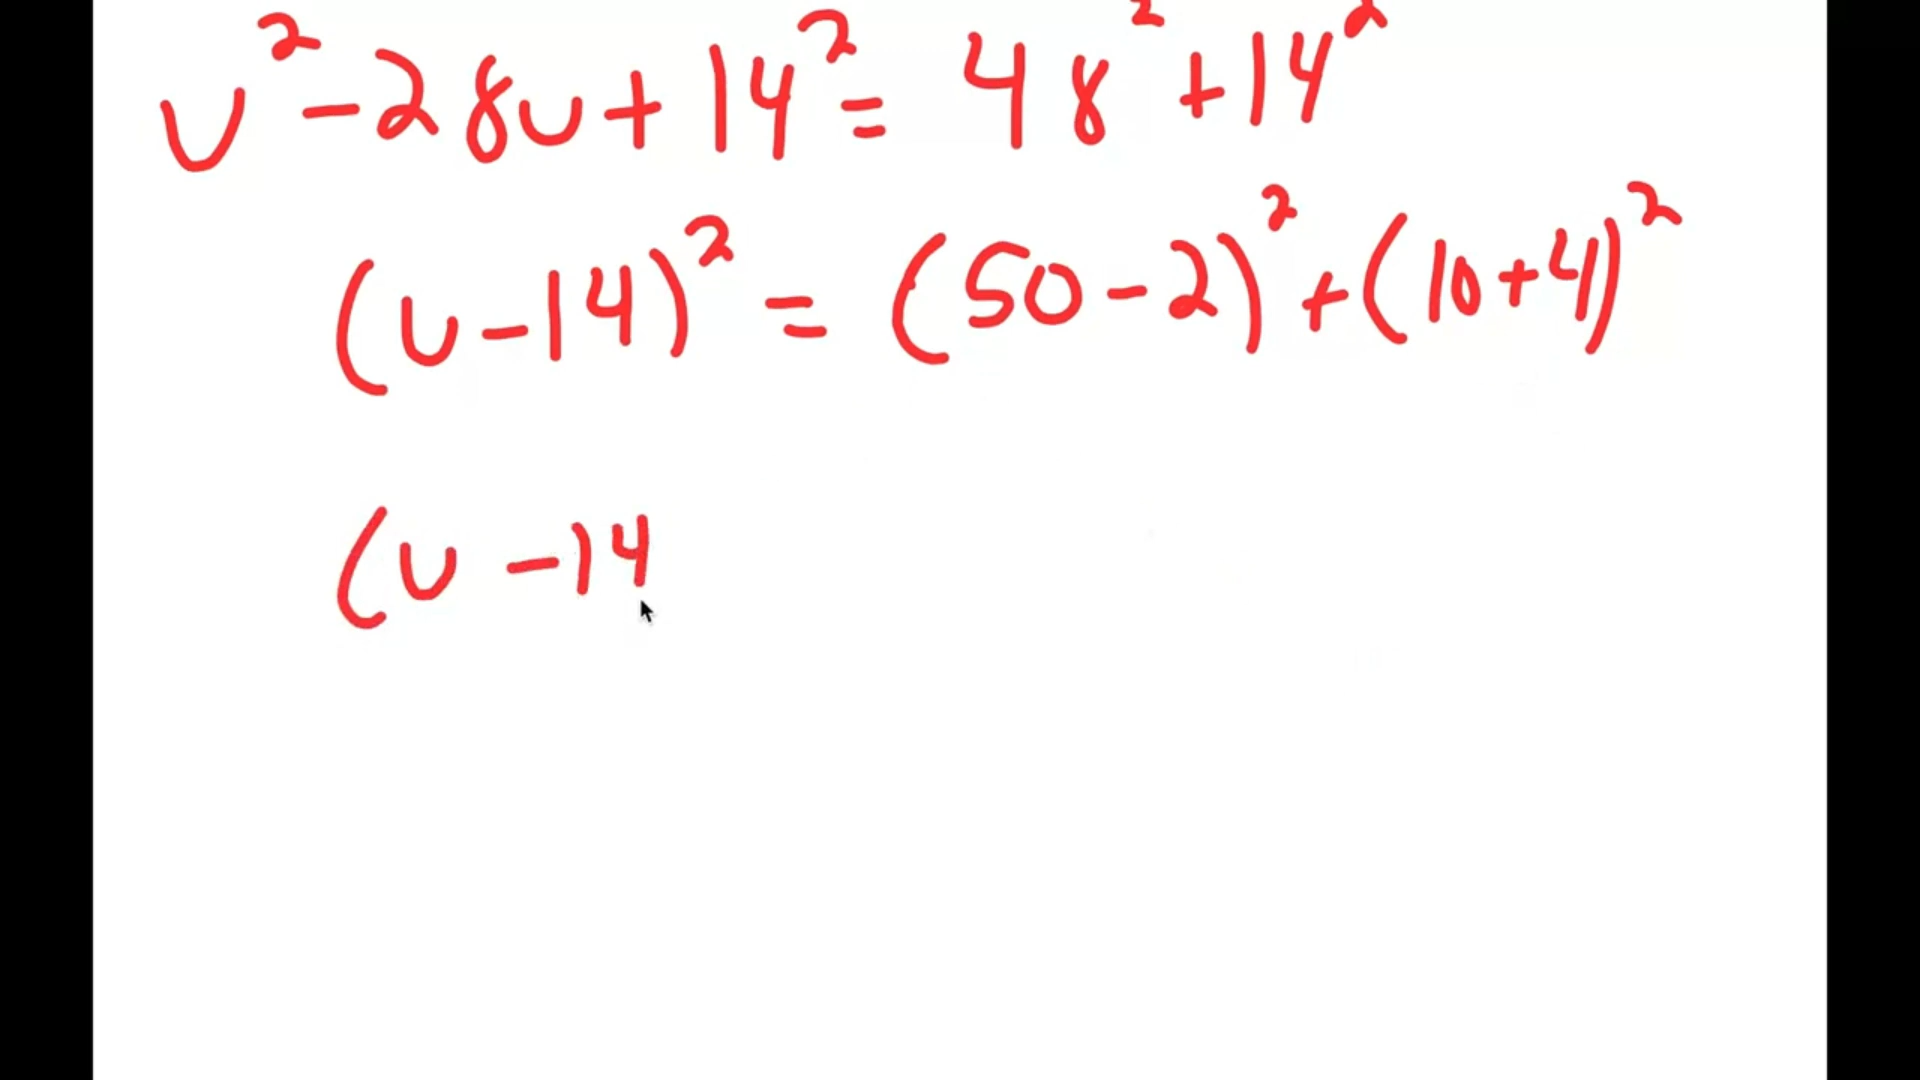 u² - 28u + 14² = 48² + 14²
(u - 14)² = (50 - 2)² + (10 + 4)²
(u - 14